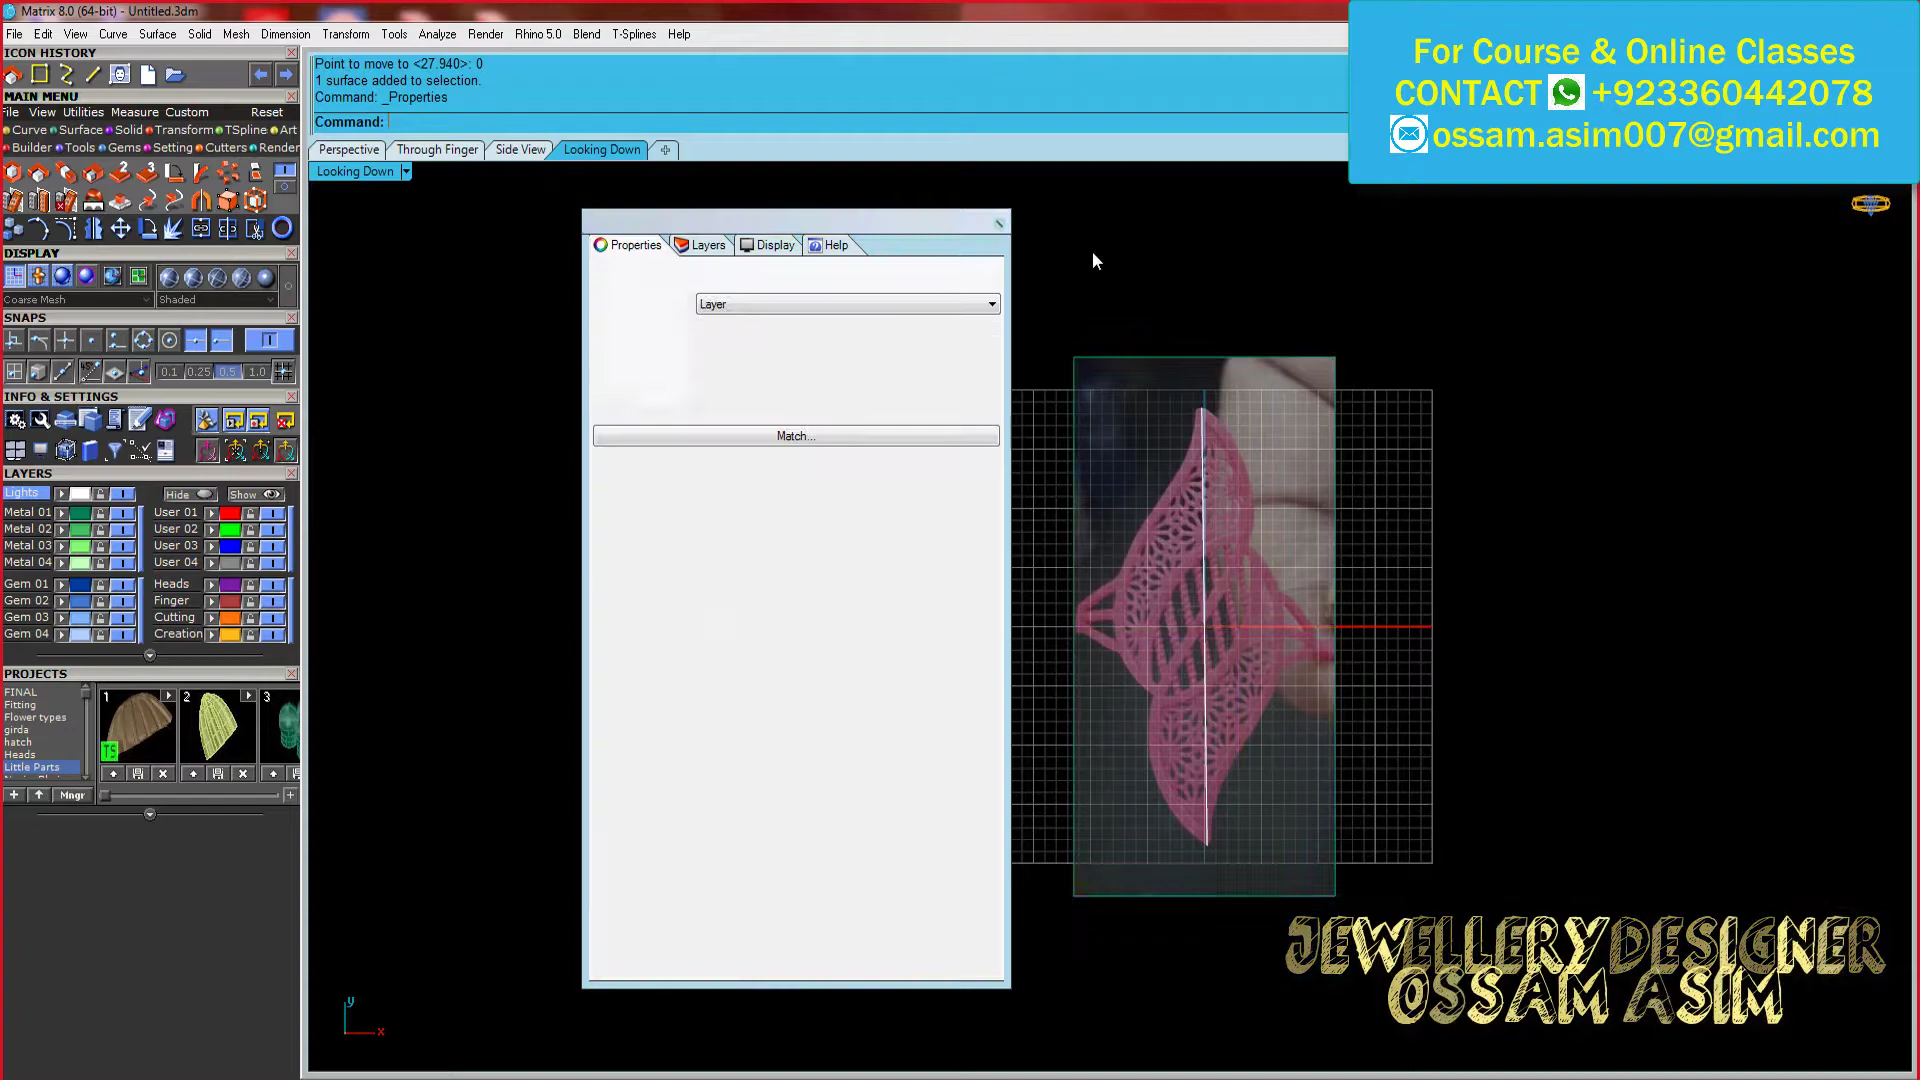 Matrix 8.0 (64-bit) - Untitled.3dm
File Edit View Curve Surface Solid Mesh Dimension Transform Tools Analyze Render Rhino 5.0 Blend T-Splines Help
ICON HISTORY
MAIN MENU
File View Utilities Measure Custom Reset
Curve Surface Solid Transform TSpline Art
Builder Tools Gems Setting Cutters Render
2 3
DISPLAY
Coarse Mesh Shaded
SNAPS
0.1 0.25 0.5 1.0
INFO & SETTINGS
LAYERS
Lights Hide Show
Metal 01 User 01
Metal 02 User 02
Metal 03 User 03
Metal 04 User 04
Gem 01 Heads
Gem 02 Finger
Gem 03 Cutting
Gem 04 Creation
PROJECTS
FINAL
Fitting
Flower types
girda
hatch
Heads
Little Parts
1 2 3
TS
Mngr
Point to move to <27.940>: 0
1 surface added to selection.
Command: _Properties
Command:
Perspective Through Finger Side View Looking Down
Looking Down
Properties Layers Display Help
Layer
Match...
y
x
For Course & Online Classes
CONTACT +923360442078
ossam.asim007@gmail.com
JEWELLERYDESIGNER
OSSAM ASIM